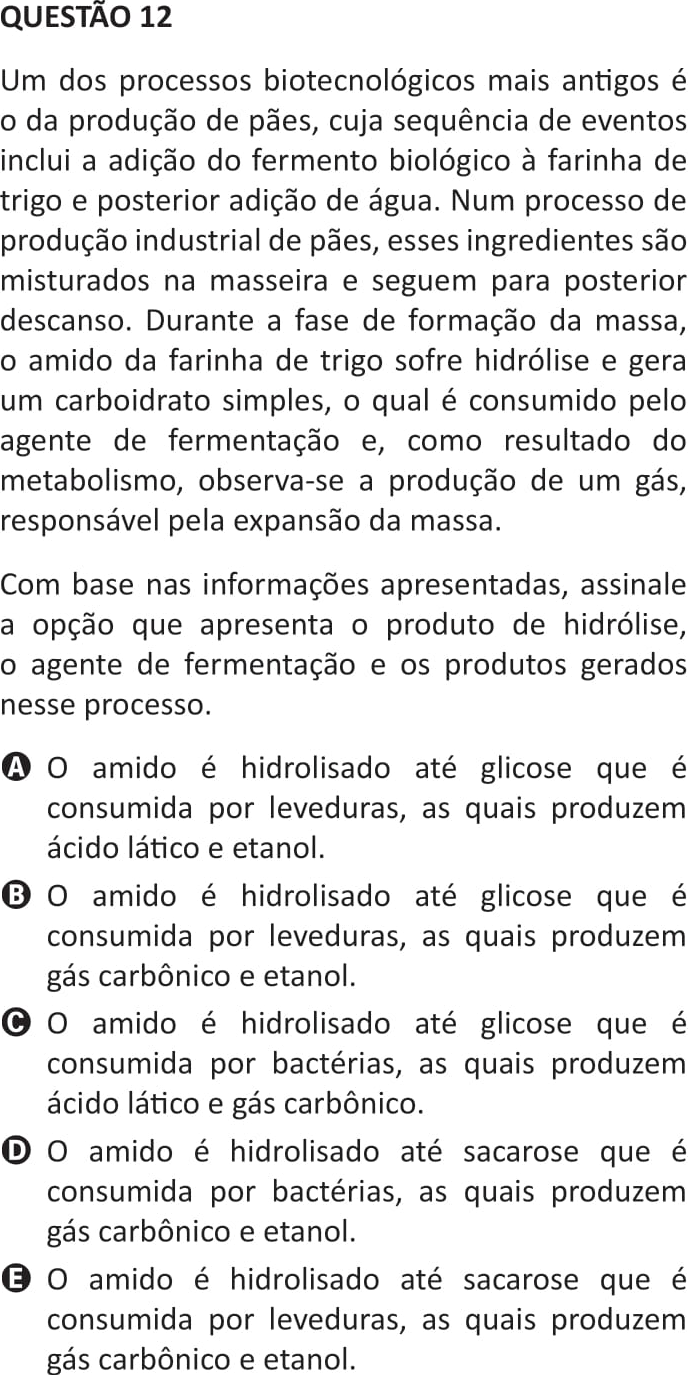 QUESTÃO 12
Um dos processos biotecnológicos mais antigos é
o da produção de pães, cuja sequência de eventos
inclui a adição do fermento biológico à farinha de
trigo e posterior adição de água. Num processo de
produção industrial de pães, esses ingredientes são
misturados na masseira e seguem para posterior
descanso. Durante a fase de formação da massa,
o amido da farinha de trigo sofre hidrólise e gera
um carboidrato simples, o qual é consumido pelo
agente de fermentação e, como resultado do
metabolismo, observa-se a produção de um gás,
responsável pela expansão da massa.
Com base nas informações apresentadas, assinale
a opção que apresenta o produto de hidrólise,
o agente de fermentação e os produtos gerados
nesse processo.
A O amido é hidrolisado até glicose que é
consumida por leveduras, as quais produzem
ácido lático e etanol.
B O amido é hidrolisado até glicose que é
consumida por leveduras, as quais produzem
gás carbônico e etanol.
C O amido é hidrolisado até glicose que é
consumida por bactérias, as quais produzem
ácido lático e gás carbônico.
D O amido é hidrolisado até sacarose que é
consumida por bactérias, as quais produzem
gás carbônico e etanol.
E O amido é hidrolisado até sacarose que é
consumida por leveduras, as quais produzem
gás carbônico e etanol.